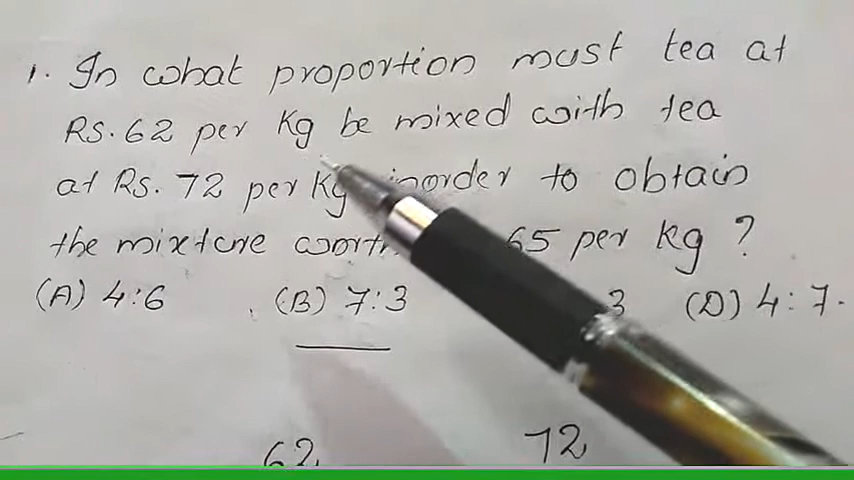 1. In what proportion must tea at
RS. 62 per Kg be mixed with tea
at Rs. 72 per Kg inorder to obtain
the mixture 65 per kg ?
(A) 4:6 (B) 7:3 3 (D) 4:7.
62 72